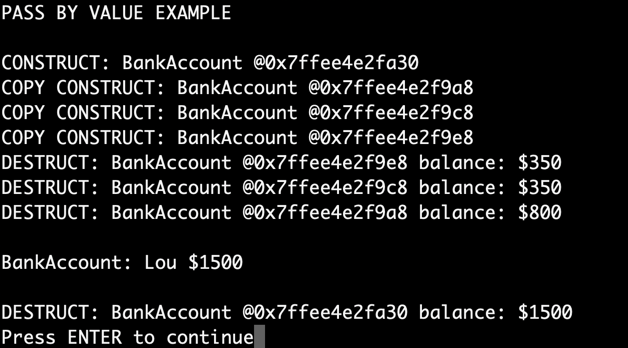 PASS BY VALUE EXAMPLE
CONSTRUCT: BankAccount @0x7ffee4e2fa30
COPY CONSTRUCT: BankAccount @0x7ffee4e2f9a8
COPY CONSTRUCT: BankAccount @0x7ffee4e2f9c8
COPY CONSTRUCT: BankAccount @0x7ffee4e2f9e8
DESTRUCT: BankAccount @0x7ffee4e2f9e8 balance: $350
DESTRUCT: BankAccount @0x7ffee4e2f9c8 balance: $350
DESTRUCT: BankAccount @0x7ffee4e2f9a8 balance: $800
BankAccount: Lou $1500
DESTRUCT: BankAccount @0x7ffee4e2fa30 balance: $1500
Press ENTER to continue